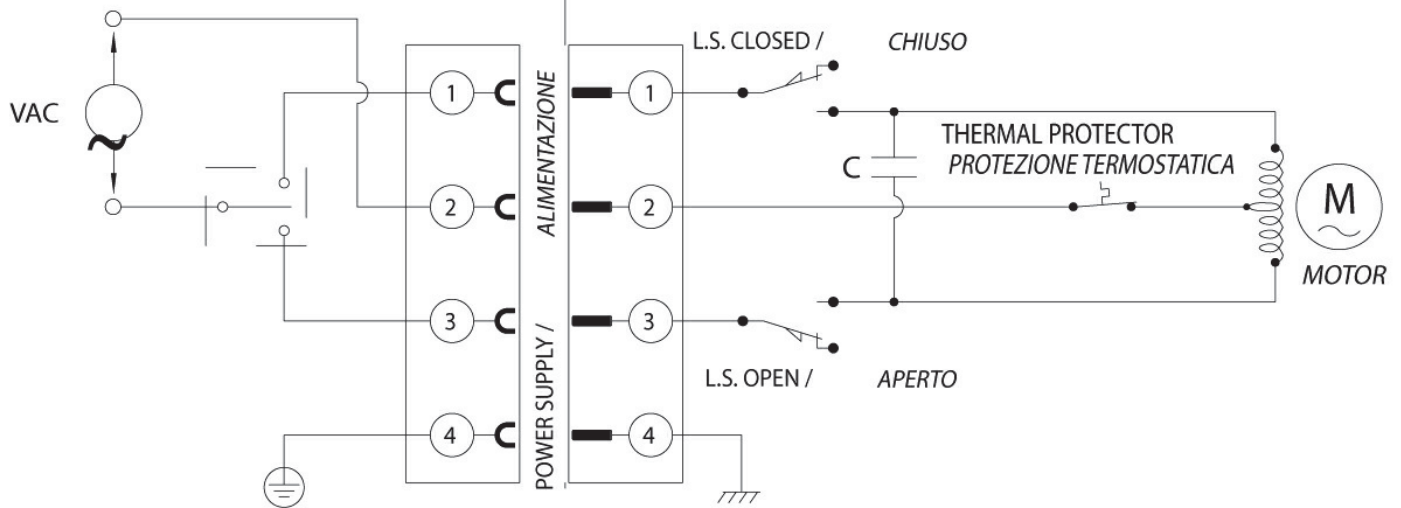 VAC
1
2
3
4
POWER SUPPLY / ALIMENTAZIONE
1
2
3
4
L.S. CLOSED / CHIUSO
C
THERMAL PROTECTOR
PROTEZIONE TERMOSTATICA
M
MOTOR
L.S. OPEN / APERTO